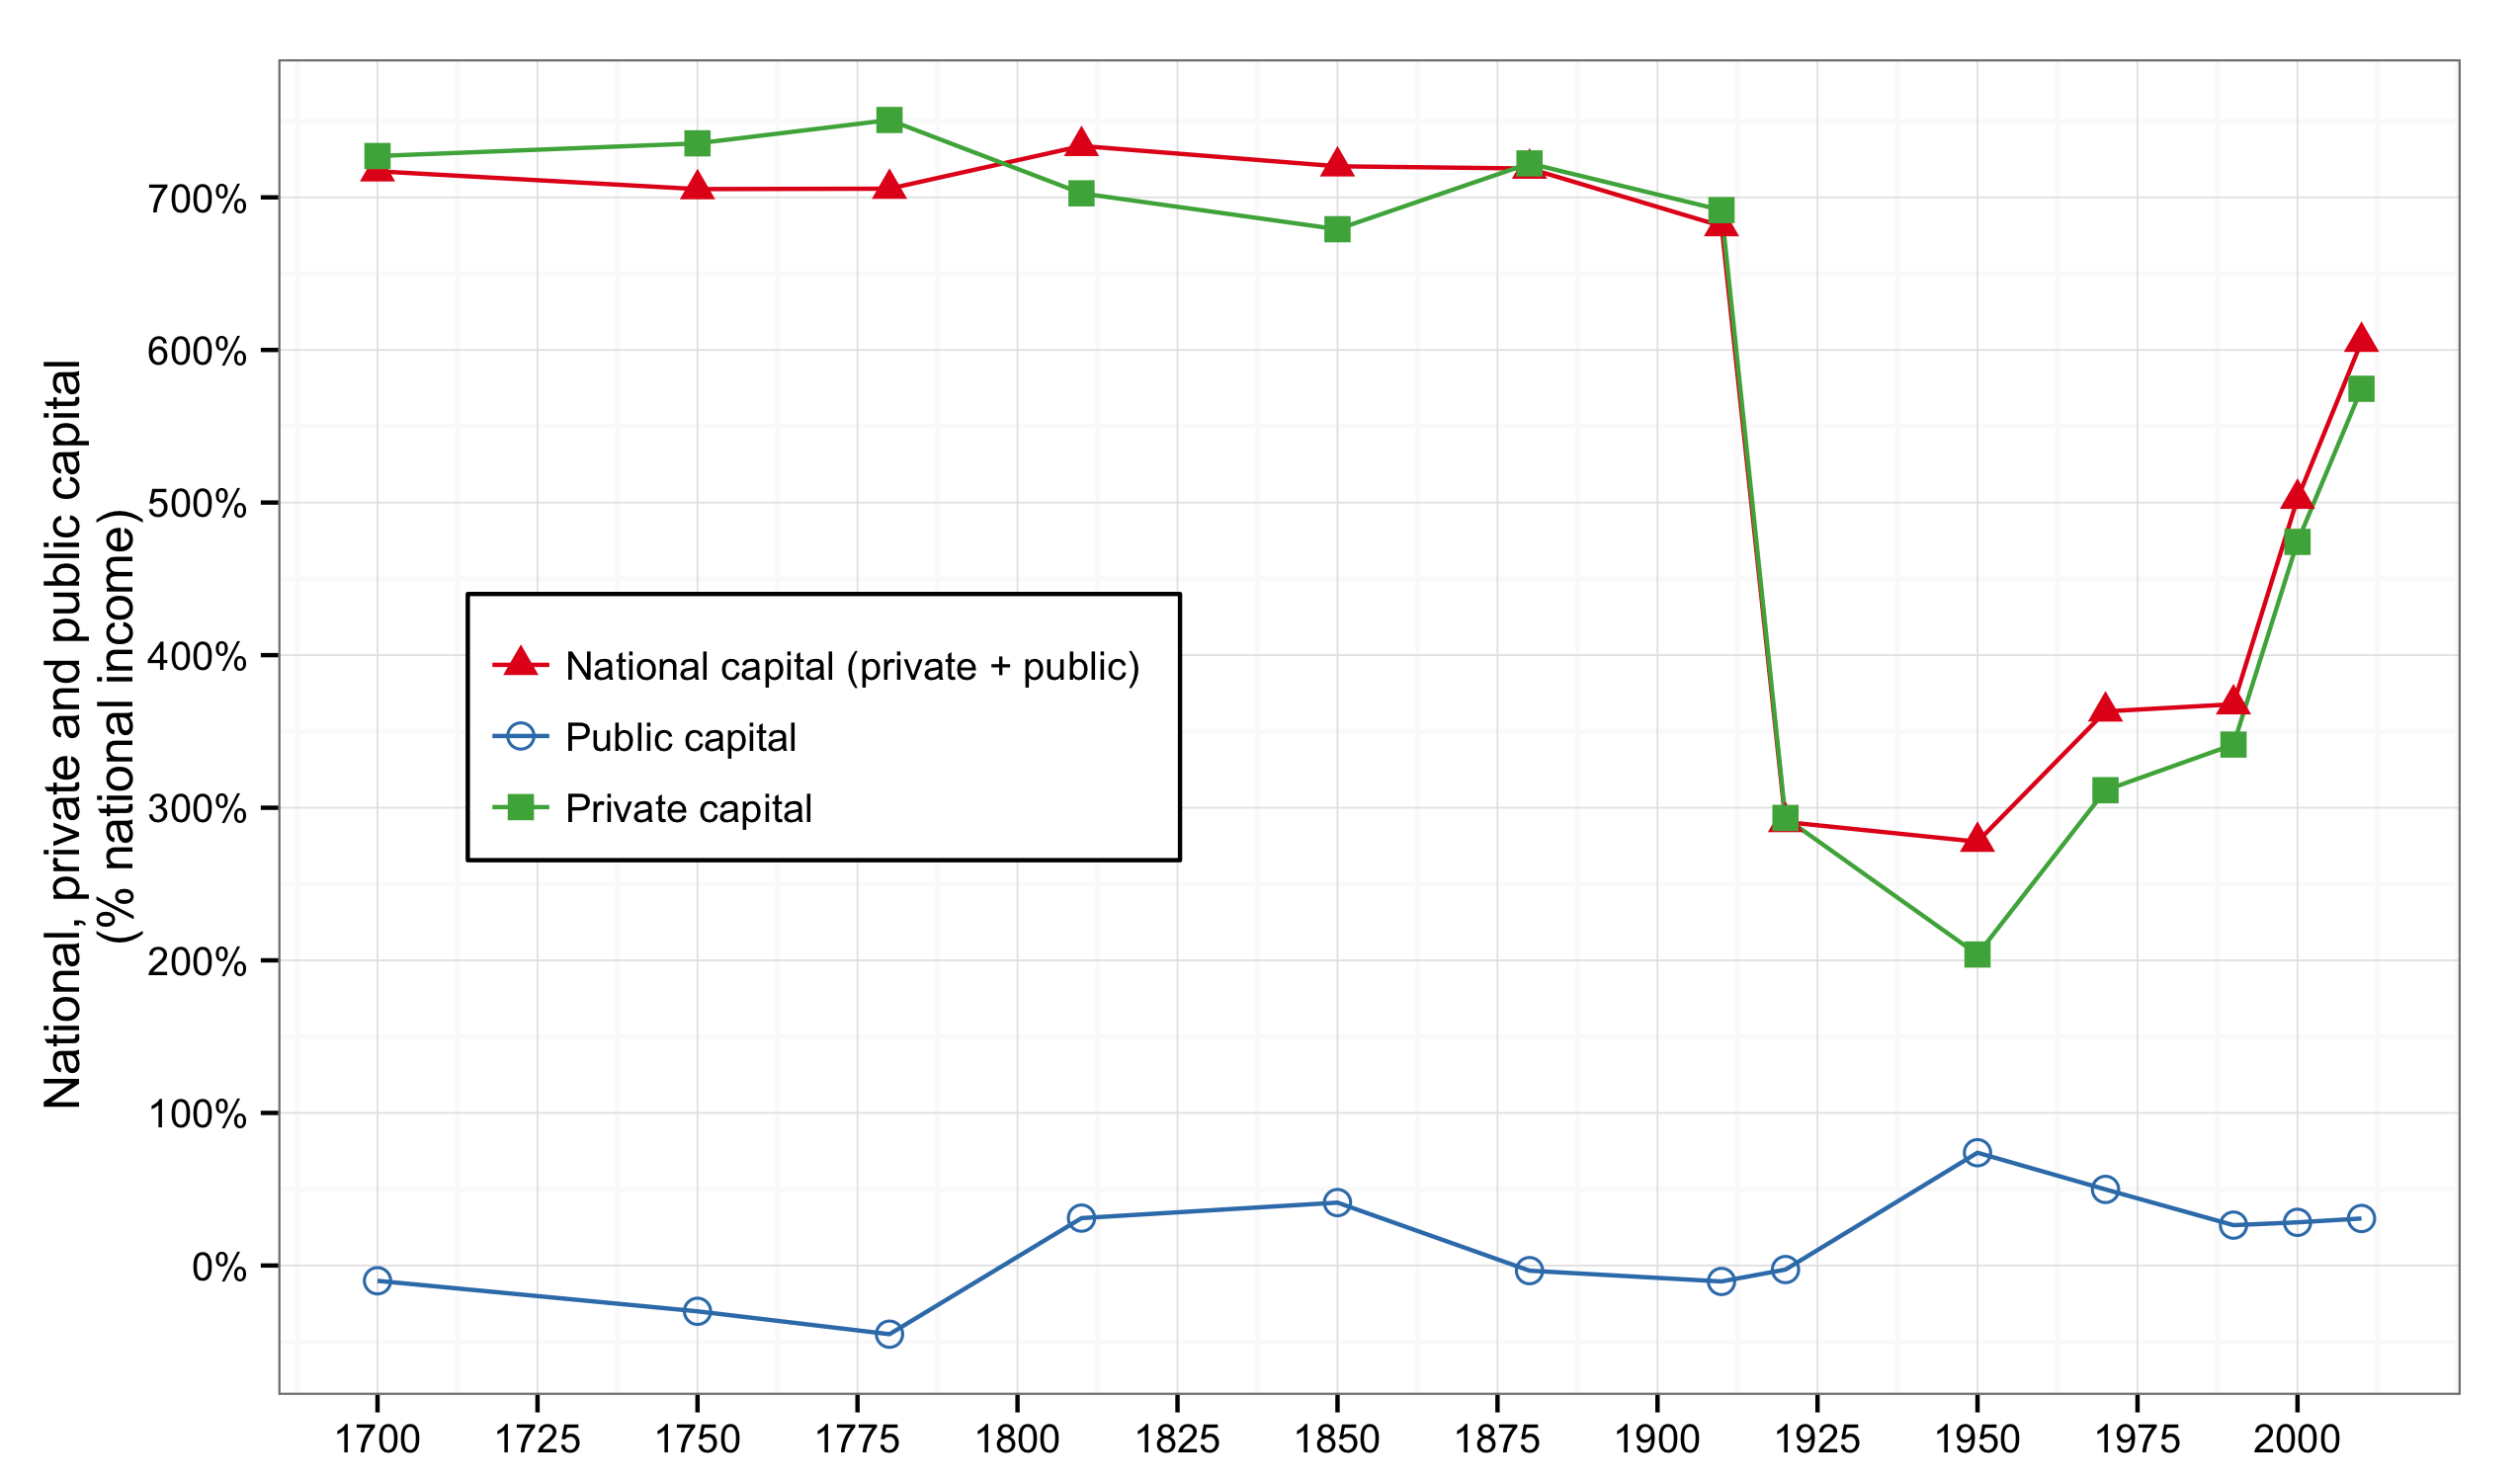 National, private and public capital
(% national income)
700%
600%
500%
400%
300%
200%
100%
0%
National capital (private + public)
Public capital
Private capital
1700 1725 1750 1775 1800 1825 1850 1875 1900 1925 1950 1975 2000